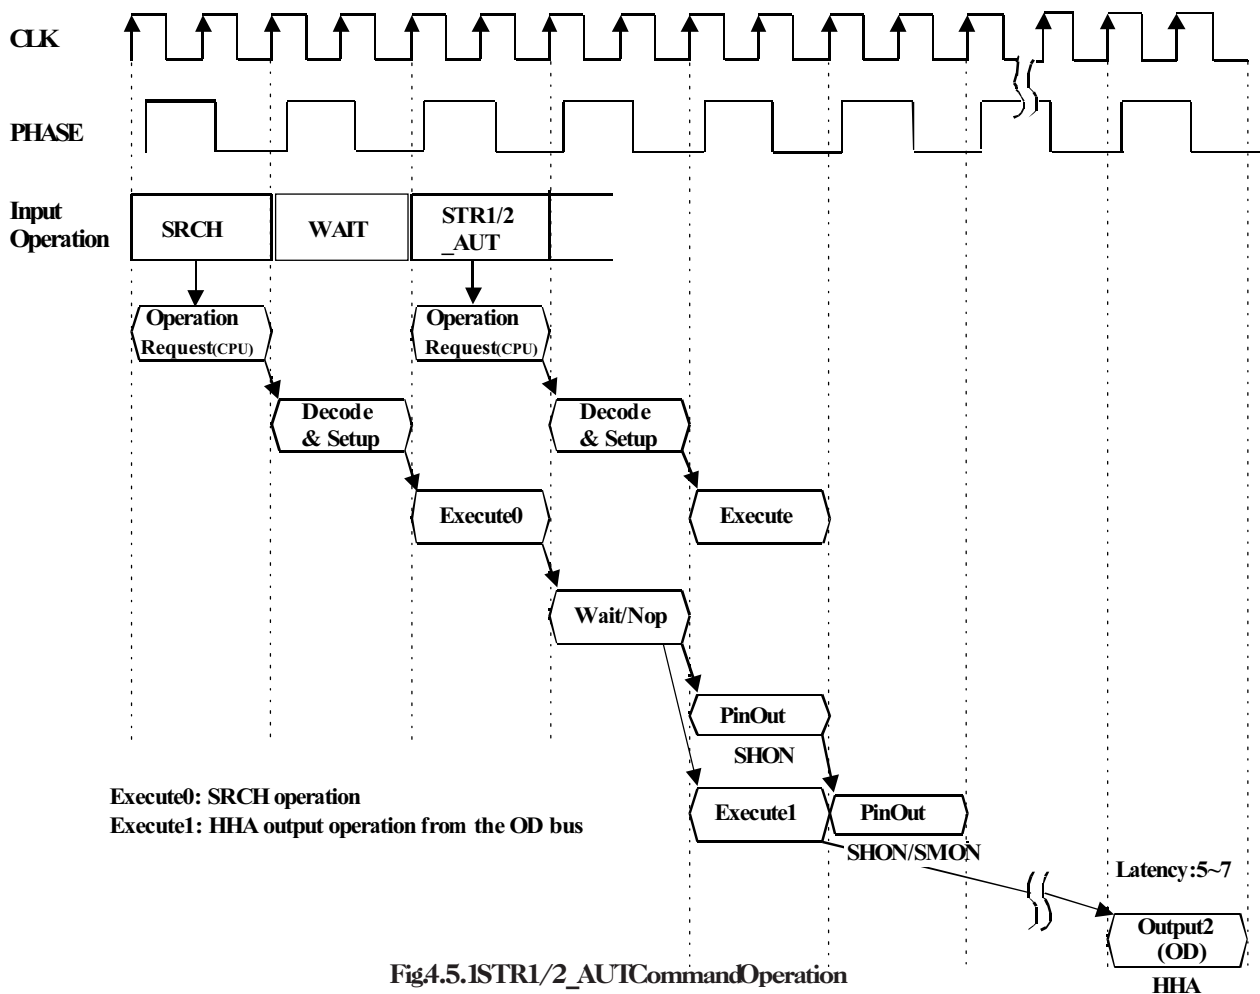 CLK
PHASE
Input
Operation
SRCH
WAIT
STR1/2
_AUT
Operation
Request(CPU)
Operation
Request(CPU)
Decode
& Setup
Decode
& Setup
Execute0
Execute
Wait/Nop
PinOut
SHON
Execute0: SRCH operation
Execute1: HHA output operation from the OD bus
Execute1
PinOut
SHON/SMON
Latency:5~7
Output2
(OD)
HHA
Fig.4.5.1STR1/2_AUTCommandOperation